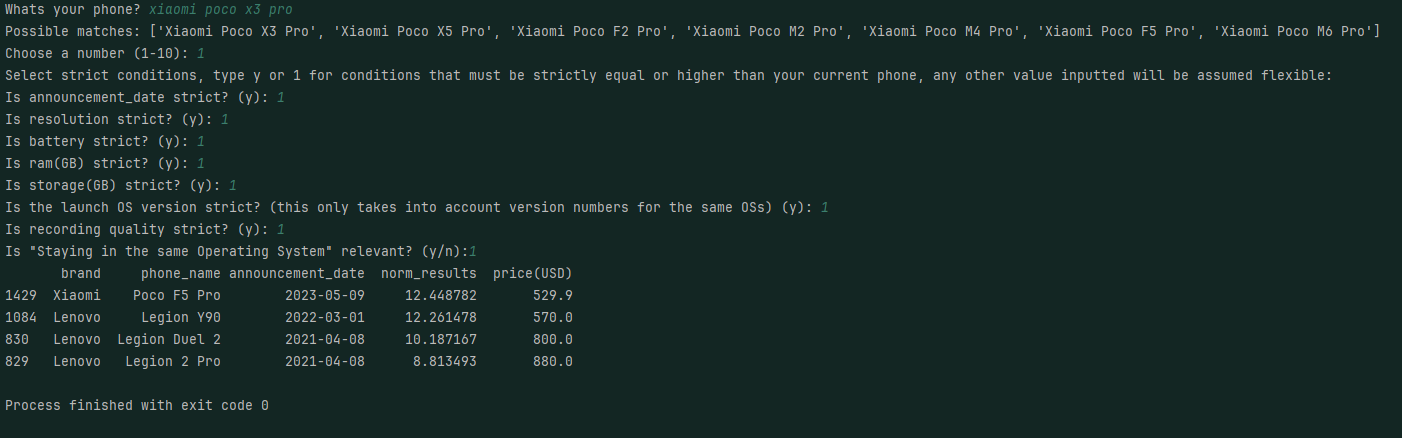 Whats your phone? xiaomi poco x3 pro
Possible matches: ['Xiaomi Poco X3 Pro', 'Xiaomi Poco X5 Pro', 'Xiaomi Poco F2 Pro', 'Xiaomi Poco M2 Pro', 'Xiaomi Poco M4 Pro', 'Xiaomi Poco F5 Pro', 'Xiaomi Poco M6 Pro']
Choose a number (1-10): 1
Select strict conditions, type y or 1 for conditions that must be strictly equal or higher than your current phone, any other value inputted will be assumed flexible:
Is announcement_date strict? (y): 1
Is resolution strict? (y): 1
Is battery strict? (y): 1
Is ram(GB) strict? (y): 1
Is storage(GB) strict? (y): 1
Is the launch OS version strict? (this only takes into account version numbers for the same OSs) (y): 1
Is recording quality strict? (y): 1
Is "Staying in the same Operating System" relevant? (y/n):1
brand phone_name announcement_date norm_results price(USD)
1429 Xiaomi Poco F5 Pro 2023-05-09 12.448782 529.9
1084 Lenovo Legion Y90 2022-03-01 12.261478 570.0
830 Lenovo Legion Duel 2 2021-04-08 10.187167 800.0
829 Lenovo Legion 2 Pro 2021-04-08 8.813493 880.0
Process finished with exit code 0